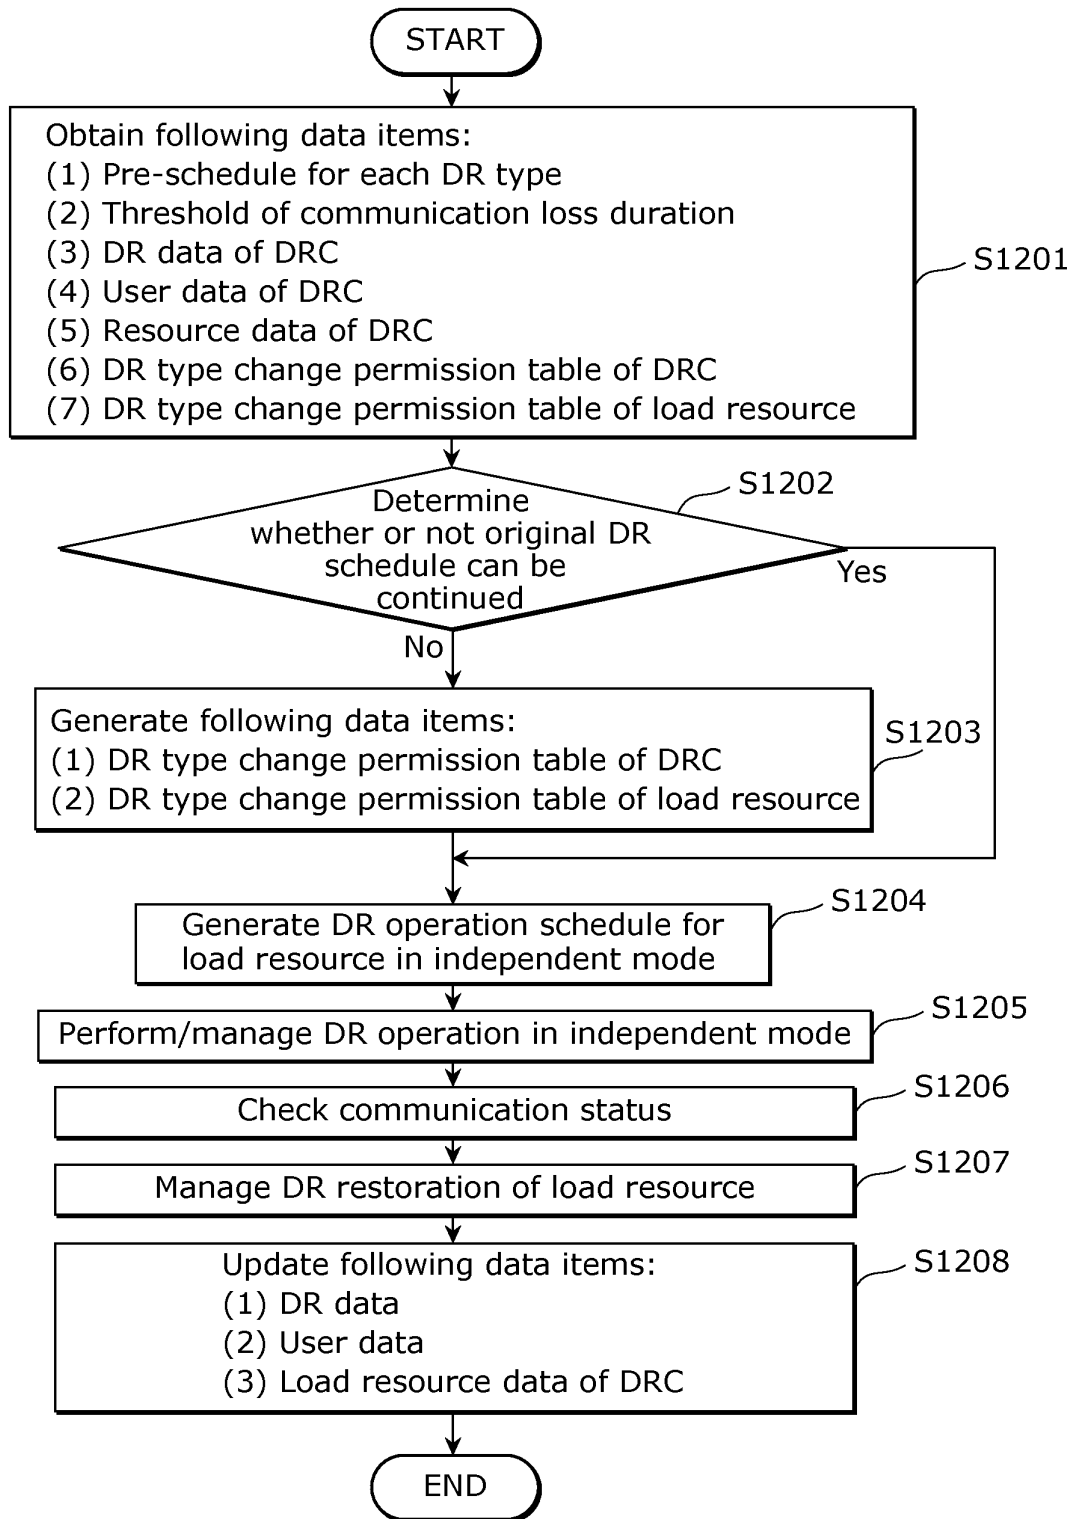 START
Obtain following data items:
(1) Pre-schedule for each DR type
(2) Threshold of communication loss duration
(3) DR data of DRC
(4) User data of DRC
(5) Resource data of DRC
(6) DR type change permission table of DRC
(7) DR type change permission table of load resource
S1201
Determine
whether or not original DR
schedule can be
continued
S1202
Yes
No
Generate following data items:
(1) DR type change permission table of DRC
(2) DR type change permission table of load resource
S1203
Generate DR operation schedule for
load resource in independent mode
S1204
Perform/manage DR operation in independent mode
S1205
Check communication status
S1206
Manage DR restoration of load resource
S1207
Update following data items:
(1) DR data
(2) User data
(3) Load resource data of DRC
S1208
END